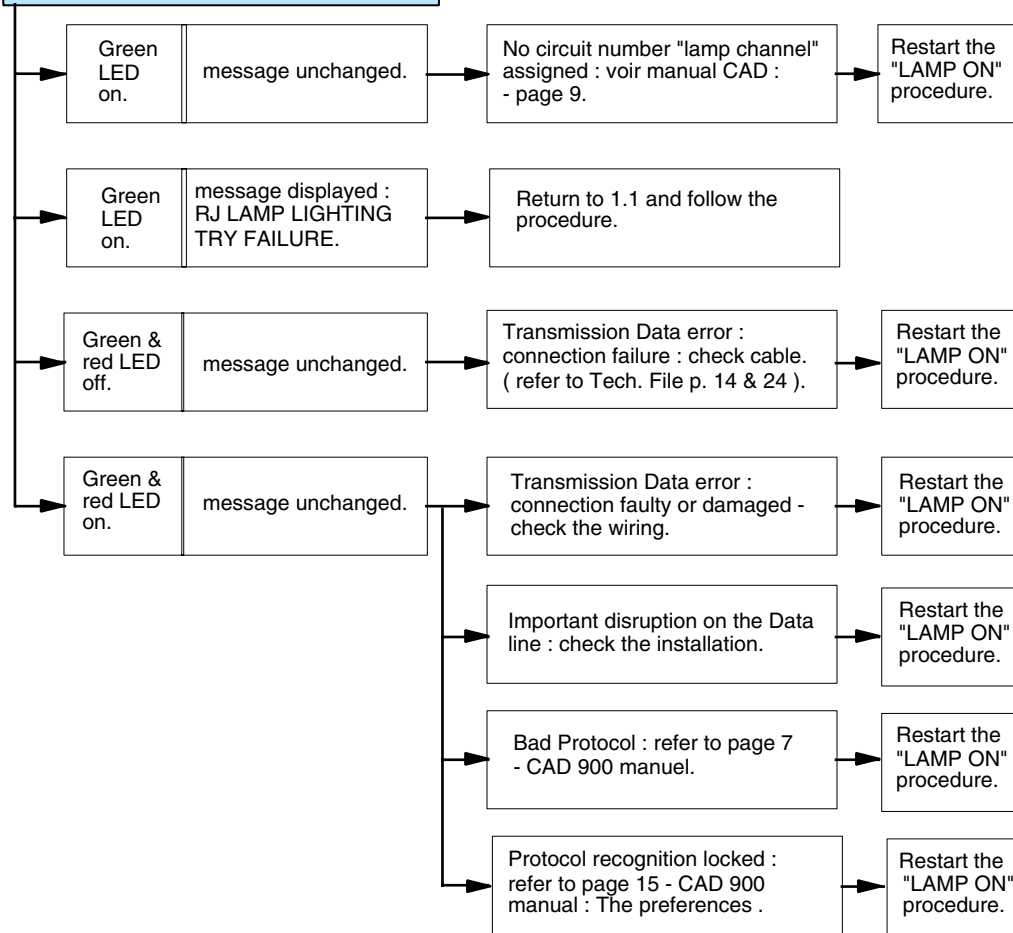 Green
LED
on.
message unchanged.
No circuit number "lamp channel"
assigned : voir manual CAD :
- page 9.
Restart the
"LAMP ON"
procedure.
Green
LED
on.
message displayed :
RJ LAMP LIGHTING
TRY FAILURE.
Return to 1.1 and follow the
procedure.
Green &
red LED
off.
message unchanged.
Transmission Data error :
connection failure : check cable.
( refer to Tech. File p. 14 & 24 ).
Restart the
"LAMP ON"
procedure.
Green &
red LED
on.
message unchanged.
Transmission Data error :
connection faulty or damaged -
check the wiring.
Restart the
"LAMP ON"
procedure.
Important disruption on the Data
line : check the installation.
Restart the
"LAMP ON"
procedure.
Bad Protocol : refer to page 7
- CAD 900 manuel.
Restart the
"LAMP ON"
procedure.
Protocol recognition locked :
refer to page 15 - CAD 900
manual : The preferences .
Restart the
"LAMP ON"
procedure.